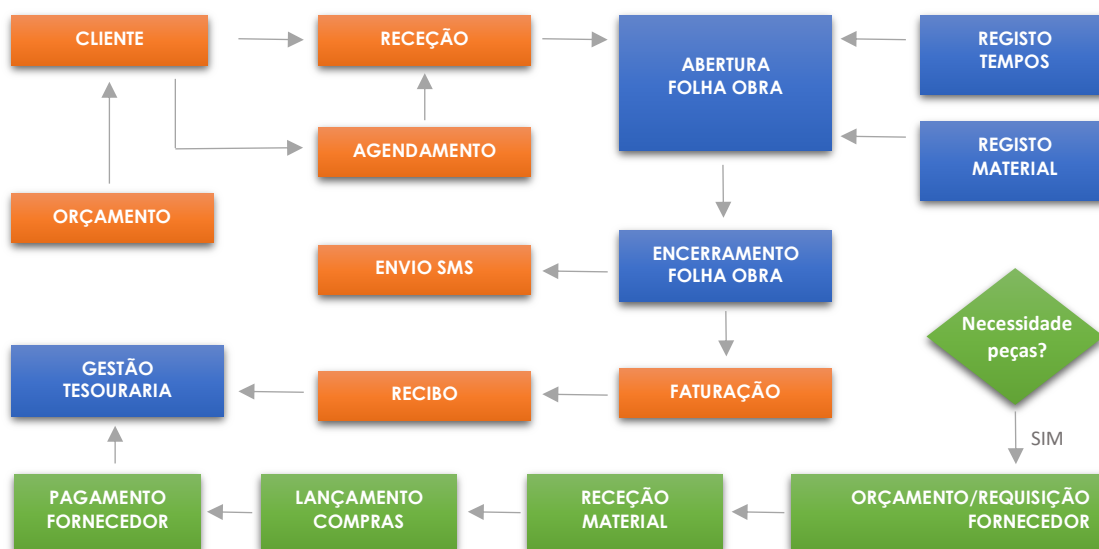 CLIENTE
RECEÇÃO
ABERTURA
FOLHA OBRA
REGISTO
TEMPOS
AGENDAMENTO
REGISTO
MATERIAL
ORÇAMENTO
ENVIO SMS
ENCERRAMENTO
FOLHA OBRA
Necessidade
peças?
GESTÃO
TESOURARIA
RECIBO
FATURAÇÃO
SIM
PAGAMENTO
FORNECEDOR
LANÇAMENTO
COMPRAS
RECEÇÃO
MATERIAL
ORÇAMENTO/REQUISIÇÃO
FORNECEDOR